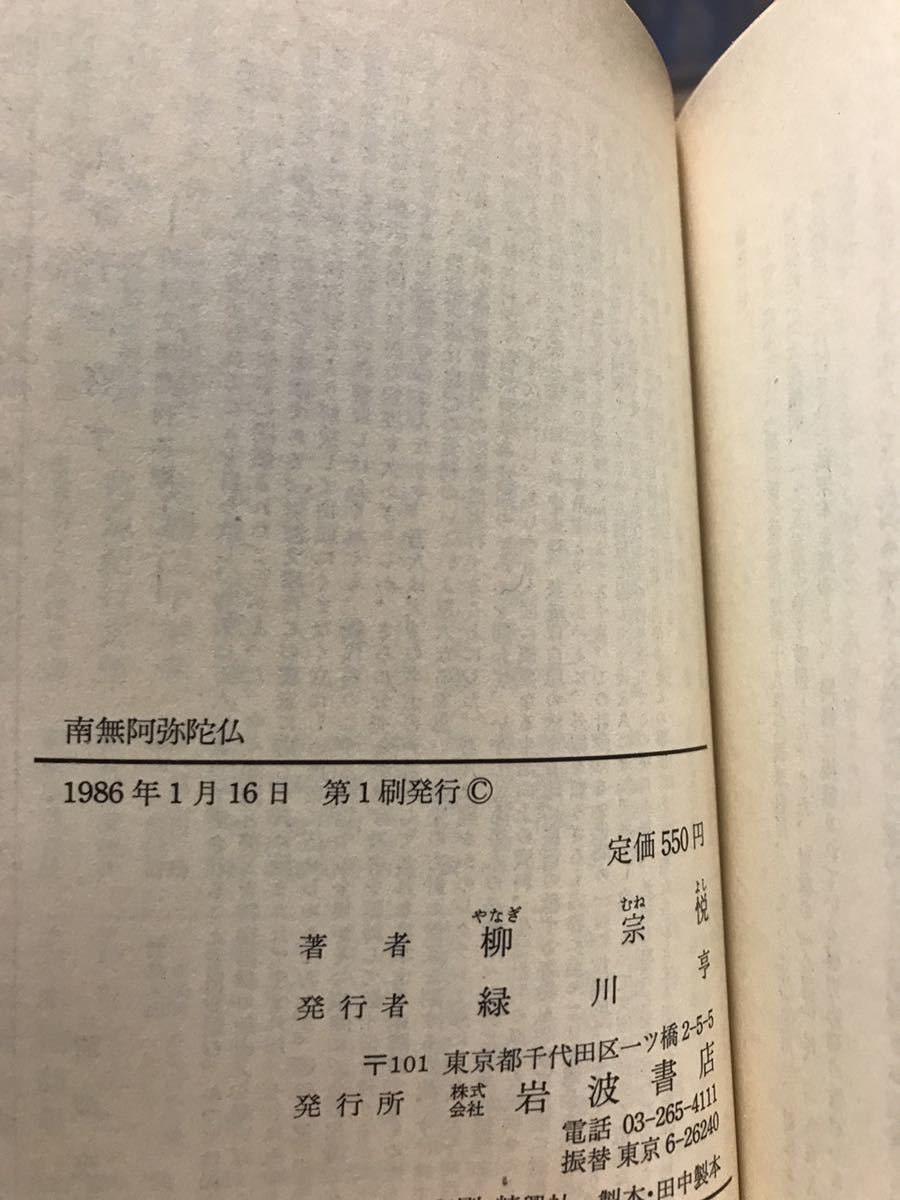 南無阿弥陀仏
1986年1月16日 第1刷発行©
定価550円
やなぎ むね よし
著者 柳 宗 悦
発行者 緑川 亨
〒101 東京都千代田区一ツ橋2-5-5
発行所 株式会社 岩波書店
電話 03-265-4111
振替 東京6-26240
製本・田中製本